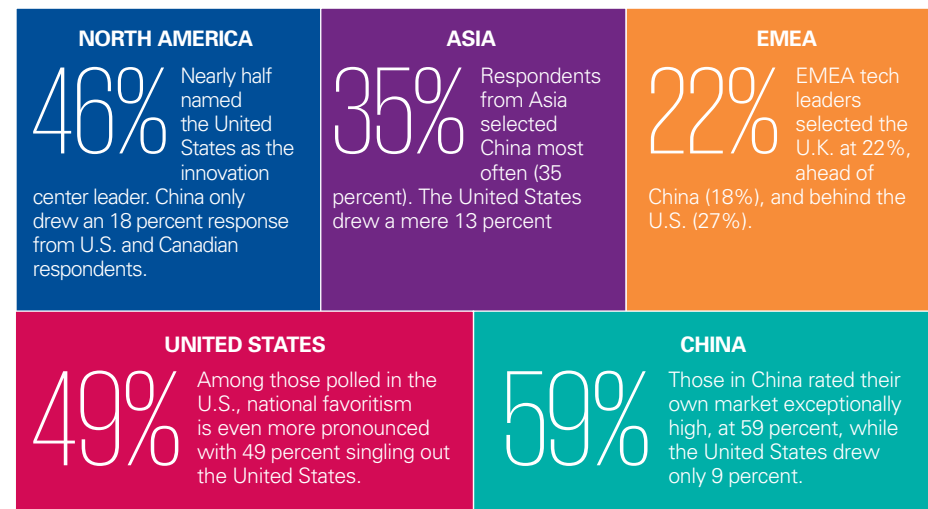 NORTH AMERICA
46%
Nearly half
named
the United
States as the
innovation
center leader. China only
drew an 18 percent response
from U.S. and Canadian
respondents.
ASIA
35%
Respondents
from Asia
selected
China most
often (35
percent). The United States
drew a mere 13 percent
EMEA
22%
EMEA tech
leaders
selected the
U.K. at 22%,
ahead of
China (18%), and behind the
U.S. (27%).
UNITED STATES
49%
Among those polled in the
U.S., national favoritism
is even more pronounced
with 49 percent singling out
the United States.
CHINA
59%
Those in China rated their
own market exceptionally
high, at 59 percent, while
the United States drew
only 9 percent.